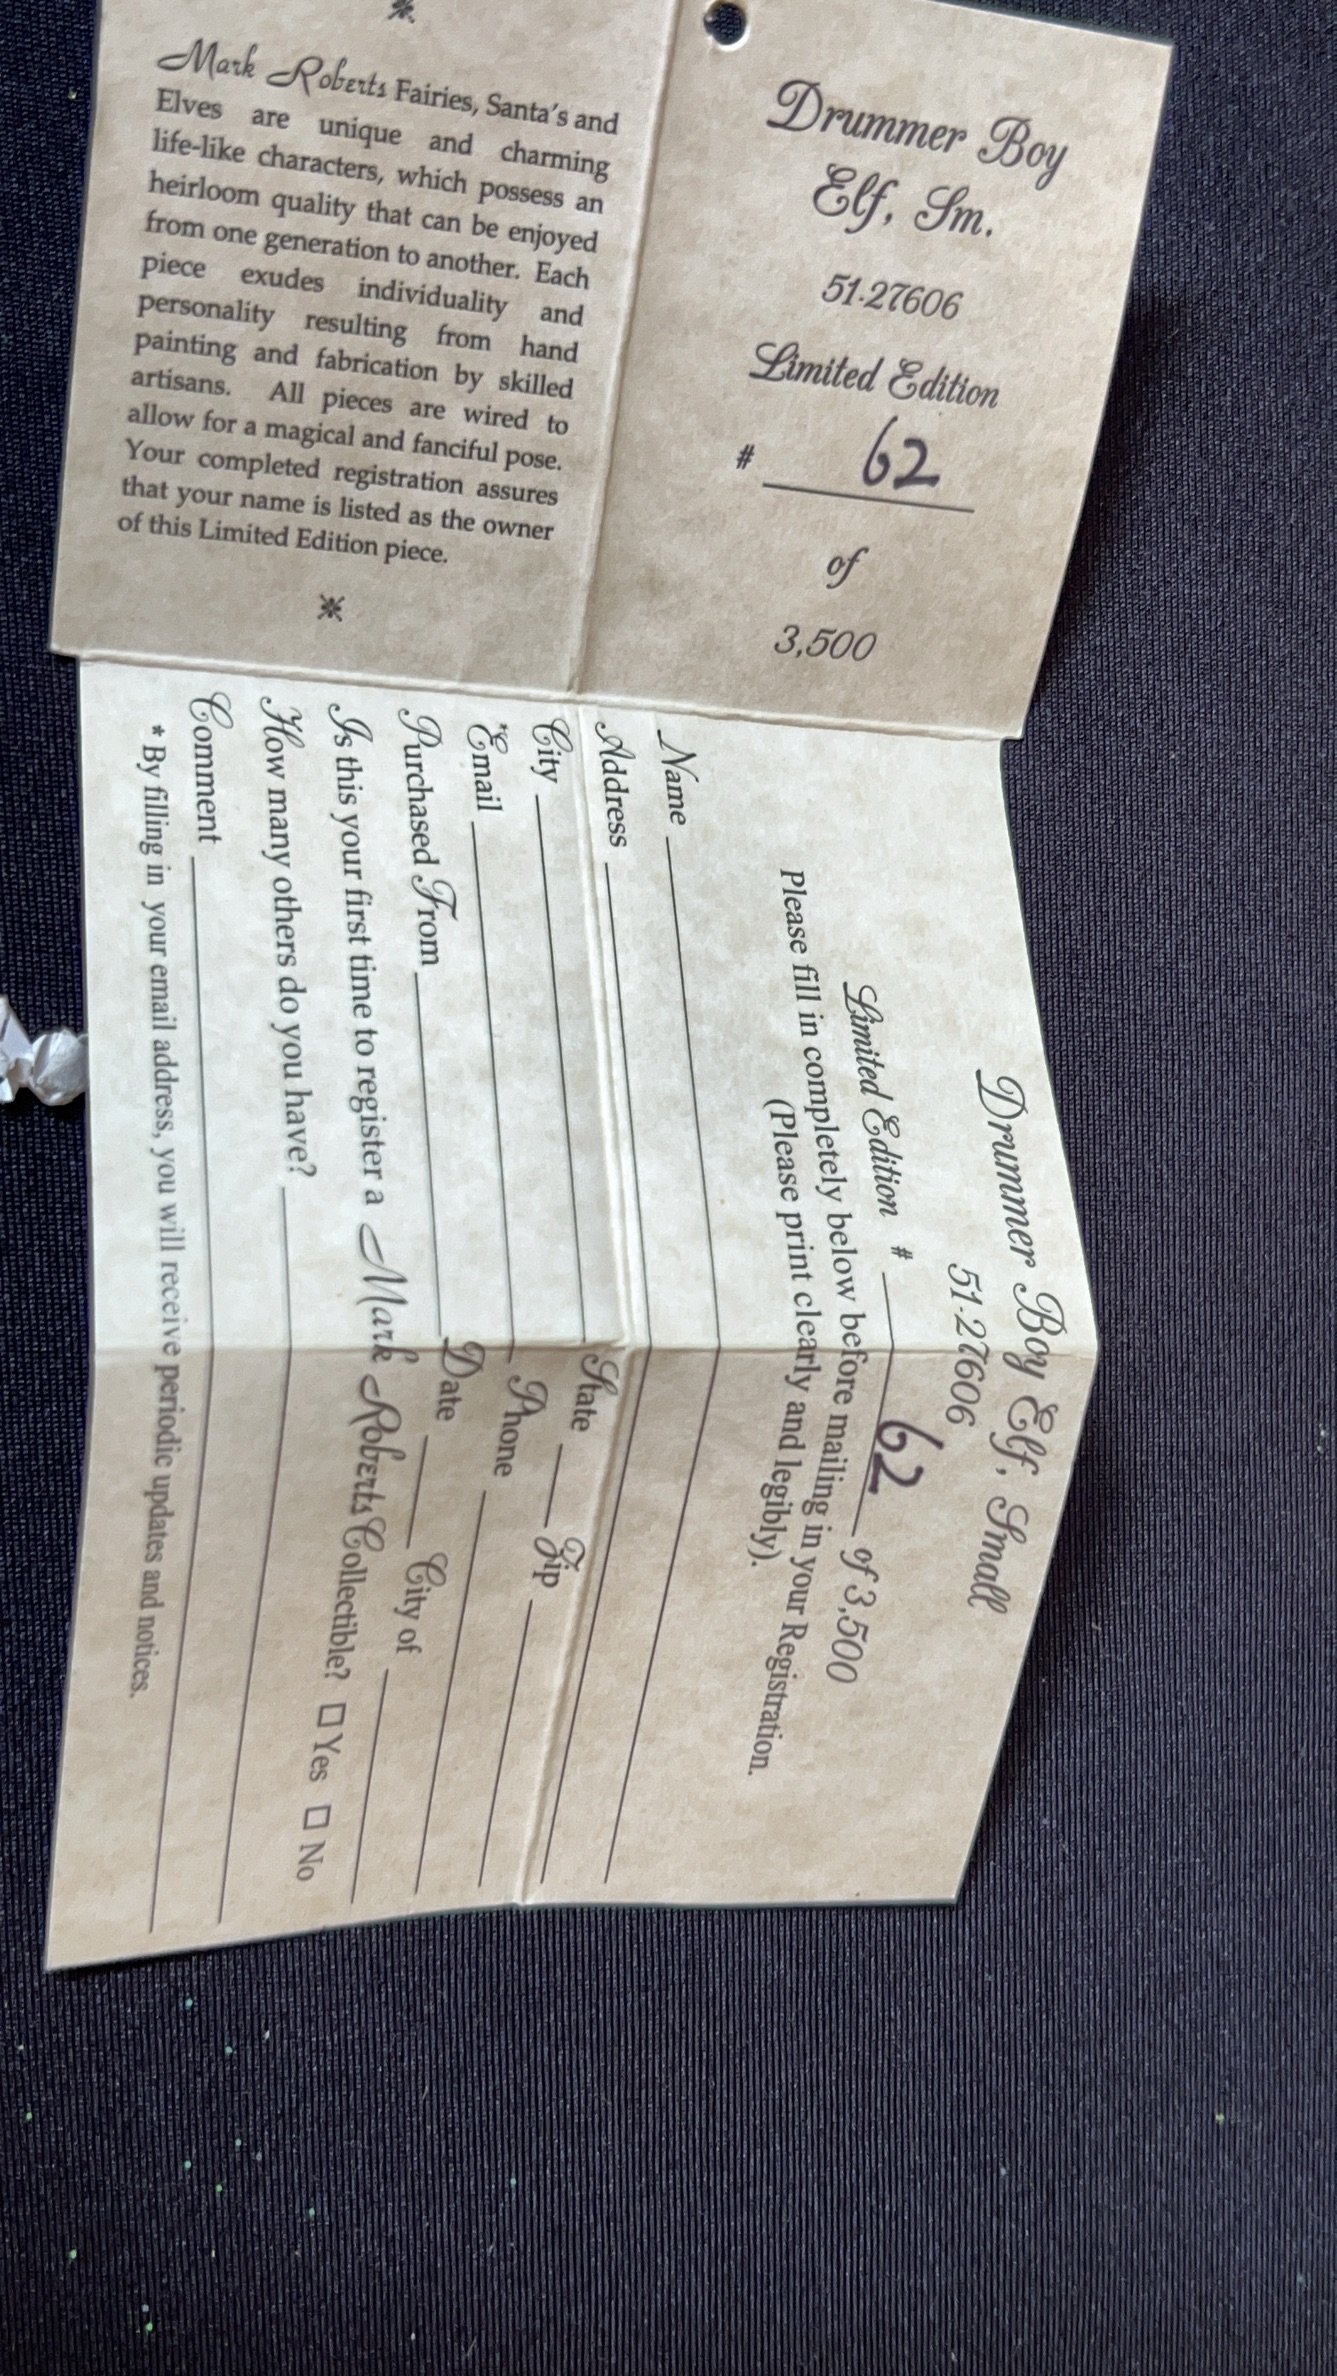 Mark Roberts Fairies, Santa's and
Elves are unique and charming
life-like characters, which possess an
heirloom quality that can be enjoyed
from one generation to another. Each
piece exudes individuality and
personality resulting from hand
painting and fabrication by skilled
artisans. All pieces are wired to
allow for a magical and fanciful pose.
Your completed registration assures
that your name is listed as the owner
of this Limited Edition piece.
Drummer Boy
Elf, Sm.
51-27606
Limited Edition
# 62
of
3,500
Drummer Boy Elf, Small
51-27606
Limited Edition # 62 of 3,500
Please fill in completely below before mailing in your Registration.
(Please print clearly and legibly).
Name
Address
City State Zip
*Email Phone
Purchased From Date City of
Is this your first time to register a Mark Roberts Collectible? □ Yes □ No
How many others do you have?
Comment
* By filling in your email address, you will receive periodic updates and notices.